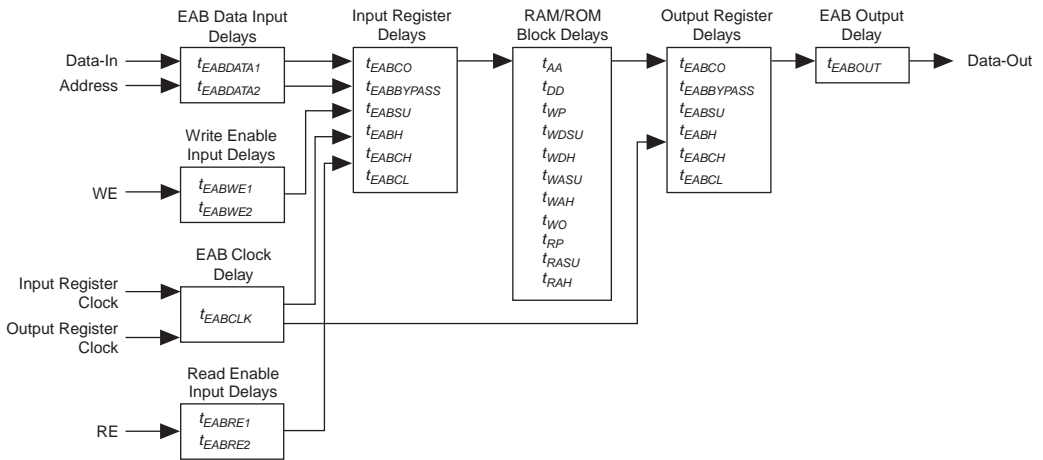 EAB Data Input
Delays
Data-In
Address
tEABDATA1
tEABDATA2
Write Enable
Input Delays
WE
tEABWE1
tEABWE2
EAB Clock
Delay
Input Register
Clock
Output Register
Clock
tEABCLK
Read Enable
Input Delays
RE
tEABRE1
tEABRE2
Input Register
Delays
tEABCO
tEABBYPASS
tEABSU
tEABH
tEABCH
tEABCL
RAM/ROM
Block Delays
tAA
tDD
tWP
tWDSU
tWDH
tWASU
tWAH
tWO
tRP
tRASU
tRAH
Output Register
Delays
tEABCO
tEABBYPASS
tEABSU
tEABH
tEABCH
tEABCL
EAB Output
Delay
tEABOUT
Data-Out